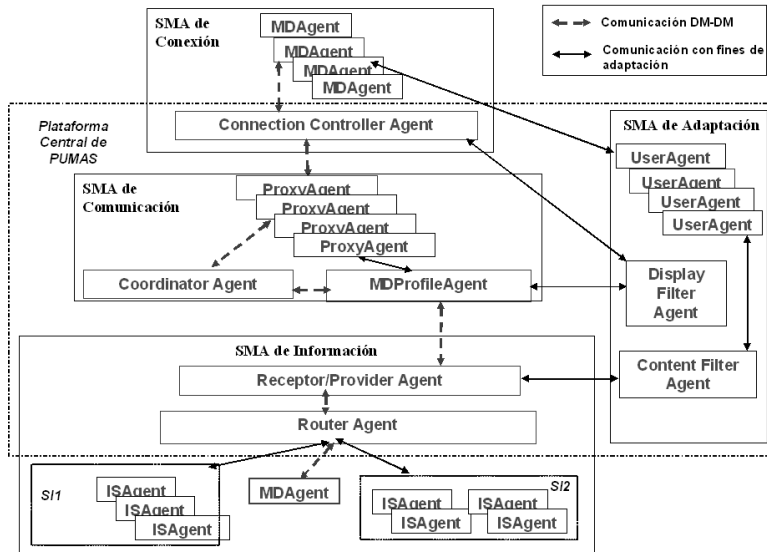 SMA de
Conexión
MDAgent
MDAgent
MDAgent
MDAgent
Connection Controller Agent
Comunicación DM-DM
Comunicación con fines de
adaptación
Plataforma
Central de
PUMAS
SMA de
Comunicación
ProxyAgent
ProxyAgent
ProxyAgent
ProxyAgent
Coordinator Agent
MDProfileAgent
SMA de Adaptación
UserAgent
UserAgent
UserAgent
UserAgent
Display
Filter
Agent
Content Filter
Agent
SMA de Información
Receptor/Provider Agent
Router Agent
SI1
ISAgent
ISAgent
ISAgent
MDAgent
SI2
ISAgent
ISAgent
ISAgent
ISAgent